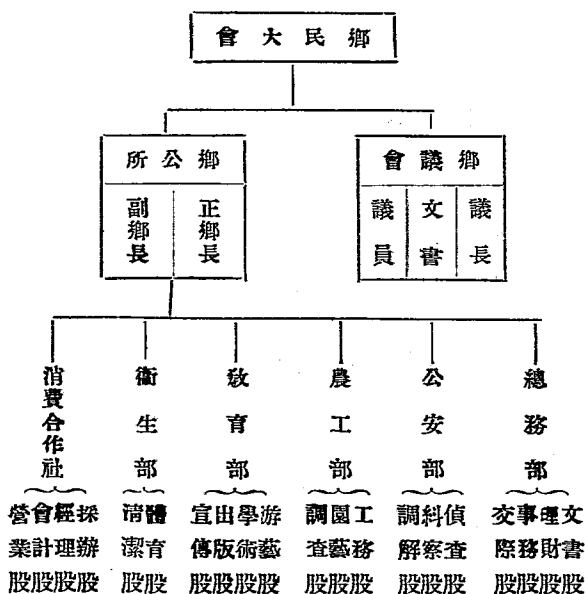 鄉民大會
鄉議會
議長
文書
議員
鄉公所
正鄉長
副鄉長
總務部
文書股
理財股
事務股
交際股
公安部
偵查股
糾察股
調解股
農工部
工務股
園藝股
調查股
敎育部
游藝股
學術股
出版股
宣傳股
衞生部
體育股
淸潔股
消費合作社
採辦股
經理股
會計股
營業股